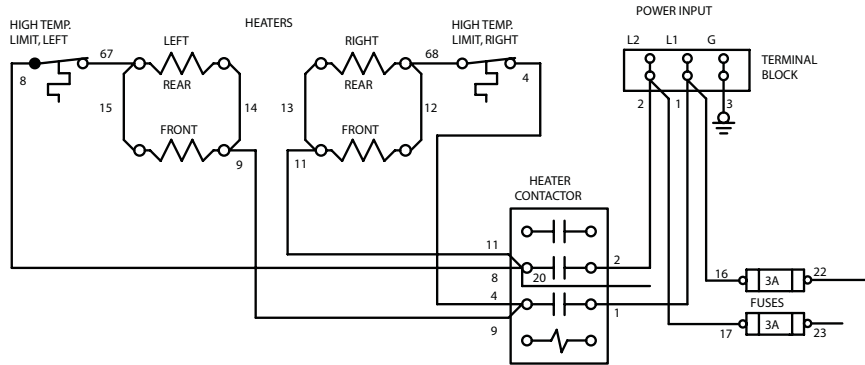 POWER INPUT
HIGH TEMP.
LIMIT, LEFT
HEATERS
HIGH TEMP.
LIMIT, RIGHT
L2 L1 G
TERMINAL
BLOCK
67
LEFT
RIGHT
68
8
REAR
REAR
4
15
14
13
12
2
1
3
FRONT
FRONT
9
11
HEATER
CONTACTOR
11
2
8
20
16
3A
22
4
FUSES
1
9
17
3A
23